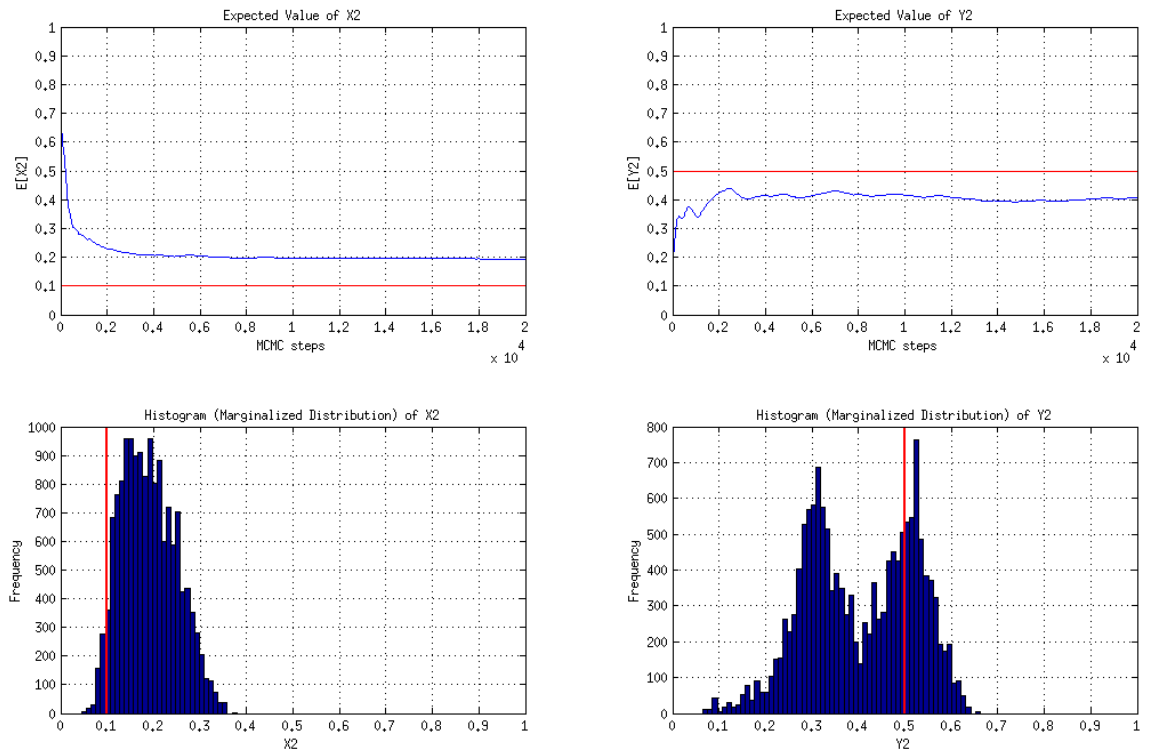 Expected Value of X2
1
0.9
0.8
0.7
0.6
0.5
0.4
0.3
0.2
0.1
0
E[X2]
0 0.2 0.4 0.6 0.8 1 1.2 1.4 1.6 1.8 2
MCMC steps
x 10 4
Expected Value of Y2
1
0.9
0.8
0.7
0.6
0.5
0.4
0.3
0.2
0.1
0
E[Y2]
0 0.2 0.4 0.6 0.8 1 1.2 1.4 1.6 1.8 2
MCMC steps
x 10 4
Histogram (Marginalized Distribution) of X2
1000
900
800
700
600
500
400
300
200
100
0
Frequency
0 0.1 0.2 0.3 0.4 0.5 0.6 0.7 0.8 0.9 1
X2
Histogram (Marginalized Distribution) of Y2
800
700
600
500
400
300
200
100
0
Frequency
0 0.1 0.2 0.3 0.4 0.5 0.6 0.7 0.8 0.9 1
Y2